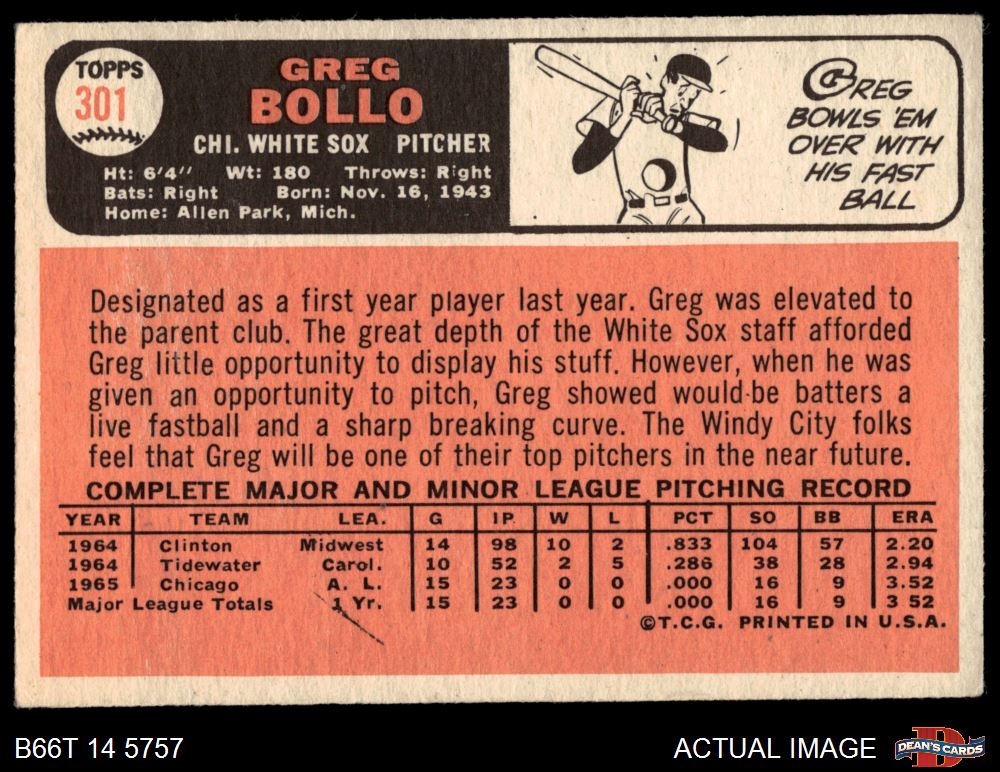 TOPPS
301
GREG
BOLLO
CHI. WHITE SOX PITCHER
Ht: 6'4" Wt: 180 Throws: Right
Bats: Right Born: Nov. 16, 1943
Home: Allen Park, Mich.
GREG
BOWLS 'EM
OVER WITH
HIS FAST
BALL
Designated as a first year player last year. Greg was elevated to
the parent club. The great depth of the White Sox staff afforded
Greg little opportunity to display his stuff. However, when he was
given an opportunity to pitch, Greg showed would-be batters a
live fastball and a sharp breaking curve. The Windy City folks
feel that Greg will be one of their top pitchers in the near future.
COMPLETE MAJOR AND MINOR LEAGUE PITCHING RECORD
YEAR TEAM LEA. G IP W L PCT SO BB ERA
1964 Clinton Midwest 14 98 10 2 .833 104 57 2.20
1964 Tidewater Carol. 10 52 2 5 .286 38 28 2.94
1965 Chicago A. L. 15 23 0 0 .000 16 9 3.52
Major League Totals 1 Yr. 15 23 0 0 .000 16 9 3 52
©T.C.G. PRINTED IN U.S.A.
B66T 14 5757
ACTUAL IMAGE
D
DEAN'S CARDS